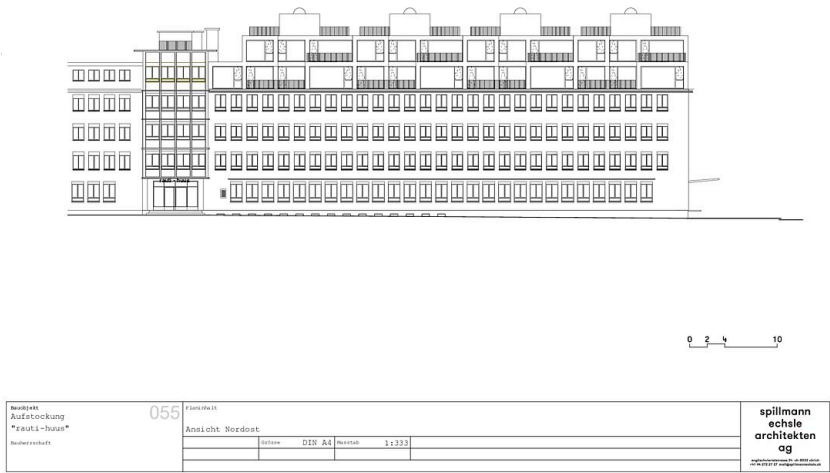 rauti-huus
0 2 4 10
Bauobjekt
Aufstockung
"rauti-huus"
Bauherrschaft
055
Planinhalt
Ansicht Nordost
Grösse DIN A4 Masstab 1:333
spillmann
echsle
architekten
ag